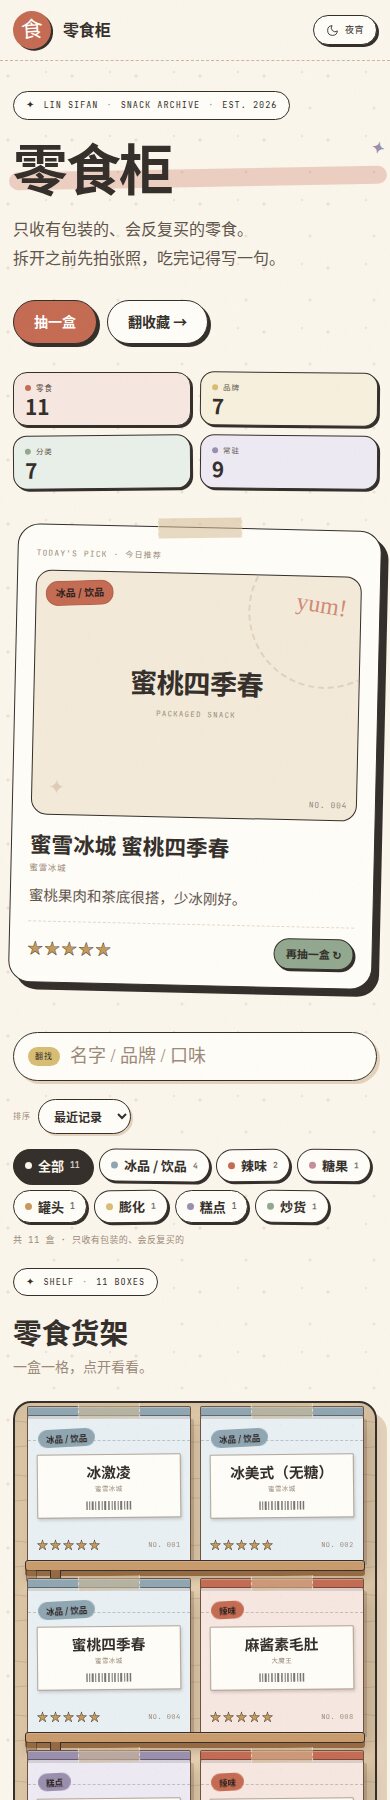 食 零食柜 夜宵
✦ LIN SIFAN · SNACK ARCHIVE · EST. 2026
零食柜
只收有包装的、会反复买的零食。
拆开之前先拍张照，吃完记得写一句。
抽一盒 翻收藏 →
零食
11
品牌
7
分类
7
常驻
9
TODAY'S PICK · 今日推荐
冰品 / 饮品
yum!
蜜桃四季春
PACKAGED SNACK
NO. 004
蜜雪冰城 蜜桃四季春
蜜雪冰城
蜜桃果肉和茶底很搭，少冰刚好。
★★★★★ 再抽一盒 ↻
翻找 名字 / 品牌 / 口味
排序 最近记录
全部 11 冰品 / 饮品 4 辣味 2 糖果 1
罐头 1 膨化 1 糕点 1 炒货 1
共 11 盒 · 只收有包装的、会反复买的
✦ SHELF · 11 BOXES
零食货架
一盒一格，点开看看。
冰品 / 饮品
冰激凌
蜜雪冰城
★★★★★ NO. 001
冰品 / 饮品
冰美式（无糖）
蜜雪冰城
★★★★★ NO. 002
冰品 / 饮品
蜜桃四季春
蜜雪冰城
★★★★★ NO. 004
辣味
麻酱素毛肚
大魔王
★★★★★ NO. 008
糕点
辣味